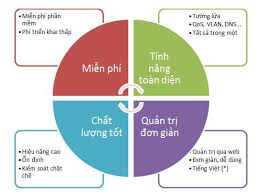 • Miễn phí phần
mềm
• Phí triển khai thấp
• Tường lửa
• QoS, VLAN, DNS...
• Tất cả trong một
Miễn phí
Tính
năng
toàn diện
Chất
lượng tốt
Quản trị
đơn giản
• Hiệu năng cao
• Ổn định
• Kiểm soát chặt
chẽ
• Quản trị qua web
• Đơn giản, dễ dùng
• Tiếng Việt (*)